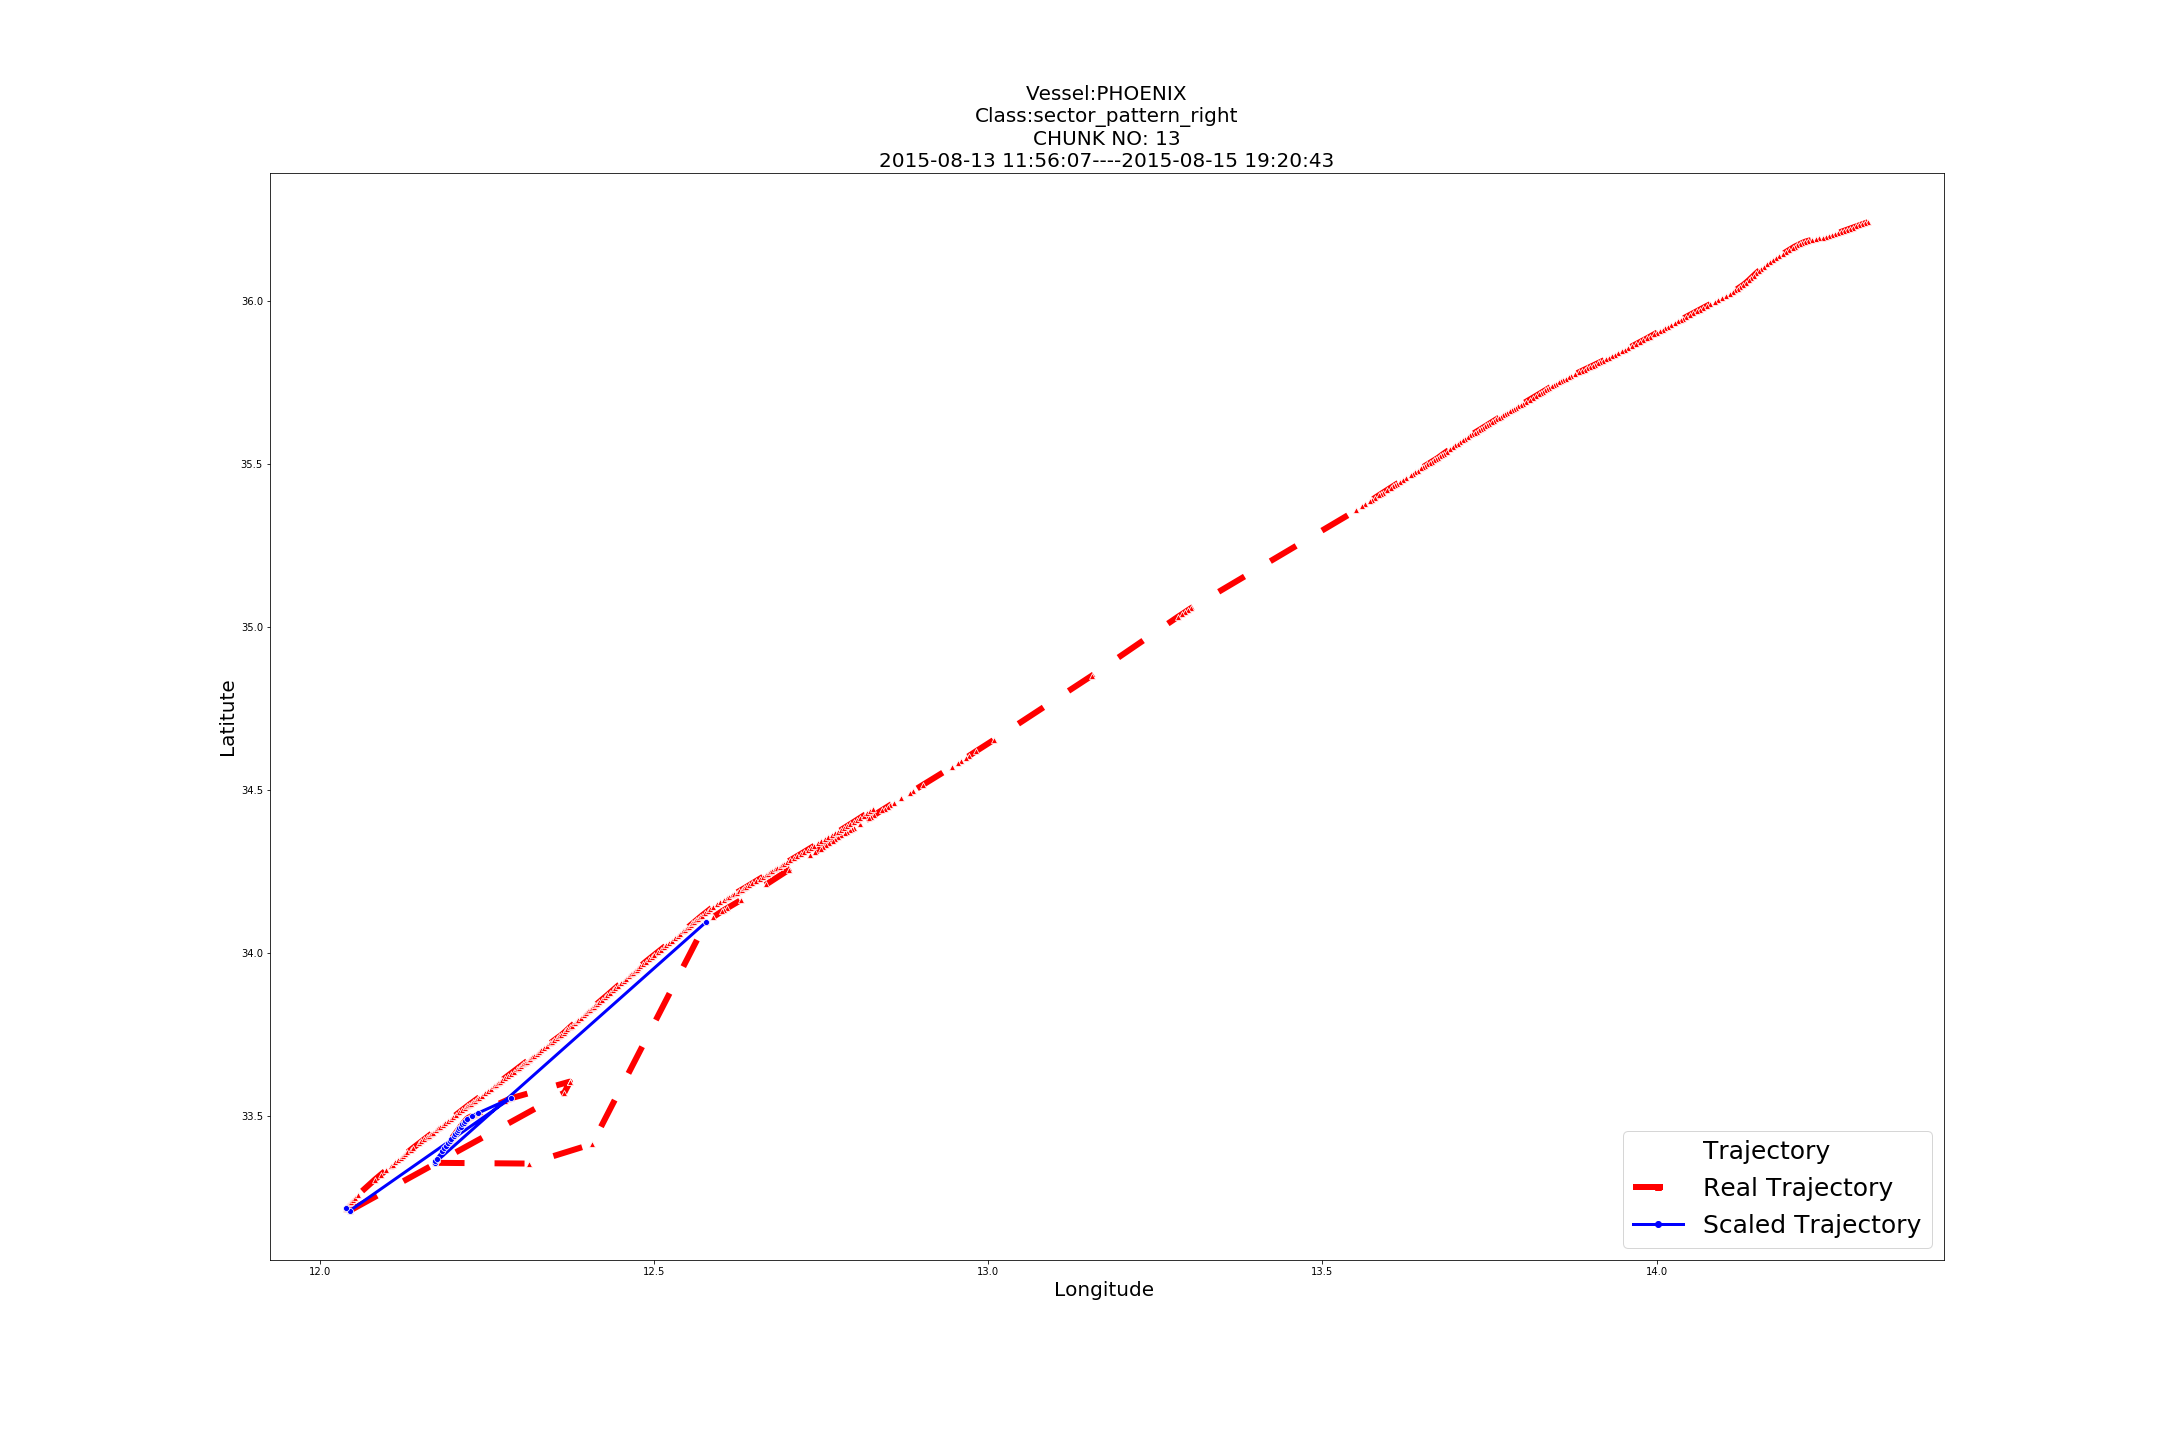 Vessel:PHOENIX
Class:sector_pattern_right
CHUNK NO: 13
2015-08-13 11:56:07----2015-08-15 19:20:43
Latitute
36.0
35.5
35.0
34.5
34.0
33.5
12.0
12.5
13.0
13.5
14.0
Longitude
Trajectory
Real Trajectory
Scaled Trajectory